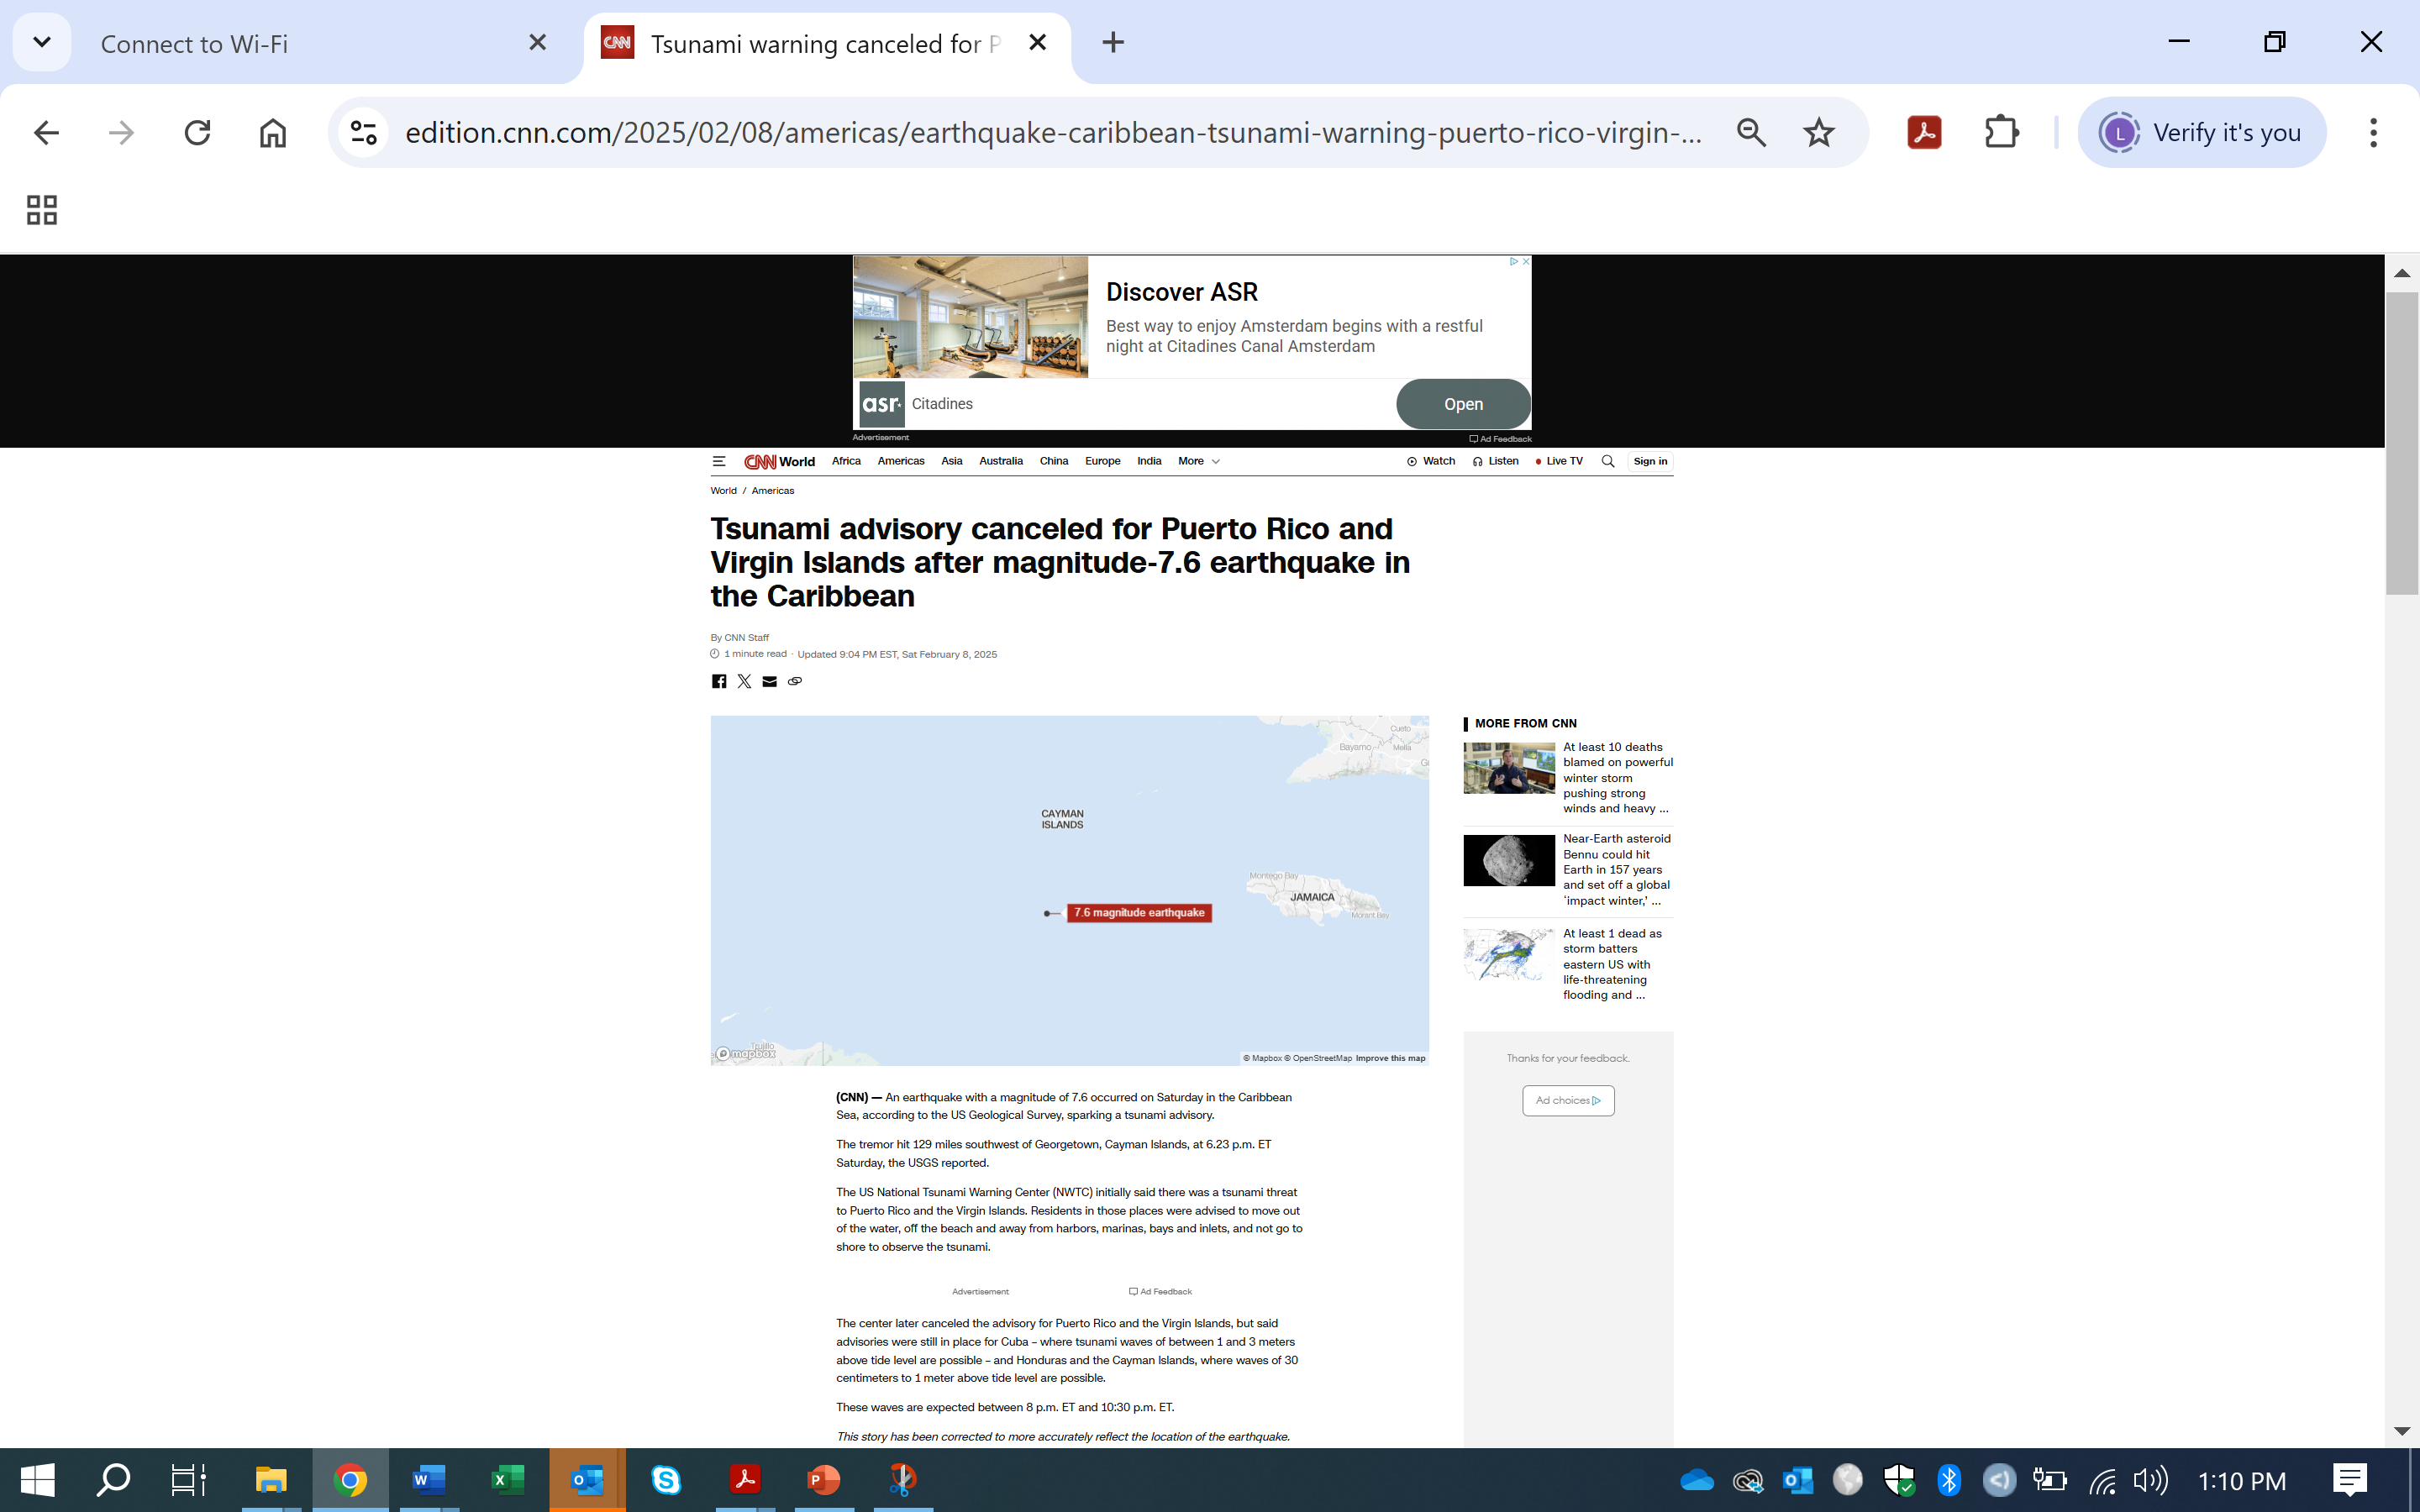 Connect to Wi-Fi
CNN
Tsunami warning canceled for P
edition.cnn.com/2025/02/08/americas/earthquake-caribbean-tsunami-warning-puerto-rico-virgin-...
L
Verify it's you
Discover ASR
Best way to enjoy Amsterdam begins with a restful
night at Citadines Canal Amsterdam
asr
Citadines
Open
Advertisement
Ad Feedback
CNN World
Africa
Americas
Asia
Australia
China
Europe
India
More
Watch
Listen
Live TV
Sign in
World / Americas
Tsunami advisory canceled for Puerto Rico and
Virgin Islands after magnitude-7.6 earthquake in
the Caribbean
By CNN Staff
1 minute read · Updated 9:04 PM EST, Sat February 8, 2025
Cueto
Bayamo
Mella
CAYMAN
ISLANDS
Montego Bay
JAMAICA
Morant Bay
7.6 magnitude earthquake
Trujillo
mapbox
© Mapbox © OpenStreetMap Improve this map
MORE FROM CNN
At least 10 deaths
blamed on powerful
winter storm
pushing strong
winds and heavy ...
Near-Earth asteroid
Bennu could hit
Earth in 157 years
and set off a global
‘impact winter,’ ...
At least 1 dead as
storm batters
eastern US with
life-threatening
flooding and ...
Thanks for your feedback.
Ad choices
(CNN) — An earthquake with a magnitude of 7.6 occurred on Saturday in the Caribbean
Sea, according to the US Geological Survey, sparking a tsunami advisory.
The tremor hit 129 miles southwest of Georgetown, Cayman Islands, at 6.23 p.m. ET
Saturday, the USGS reported.
The US National Tsunami Warning Center (NWTC) initially said there was a tsunami threat
to Puerto Rico and the Virgin Islands. Residents in those places were advised to move out
of the water, off the beach and away from harbors, marinas, bays and inlets, and not go to
shore to observe the tsunami.
Advertisement
Ad Feedback
The center later canceled the advisory for Puerto Rico and the Virgin Islands, but said
advisories were still in place for Cuba – where tsunami waves of between 1 and 3 meters
above tide level are possible – and Honduras and the Cayman Islands, where waves of 30
centimeters to 1 meter above tide level are possible.
These waves are expected between 8 p.m. ET and 10:30 p.m. ET.
This story has been corrected to more accurately reflect the location of the earthquake.
1:10 PM